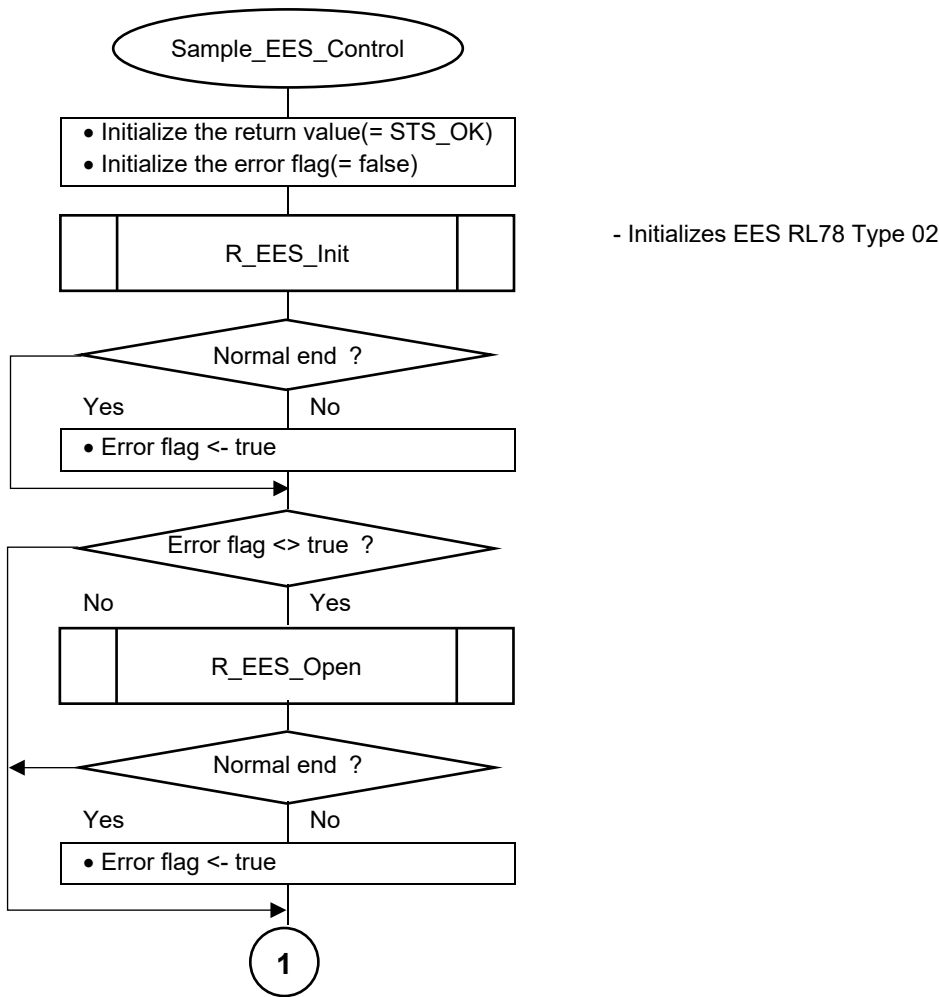 Sample_EES_Control
• Initialize the return value(= STS_OK)
• Initialize the error flag(= false)
R_EES_Init
- Initializes EES RL78 Type 02
Normal end ?
Yes
No
• Error flag <- true
Error flag <> true ?
No
Yes
R_EES_Open
Normal end ?
Yes
No
• Error flag <- true
1